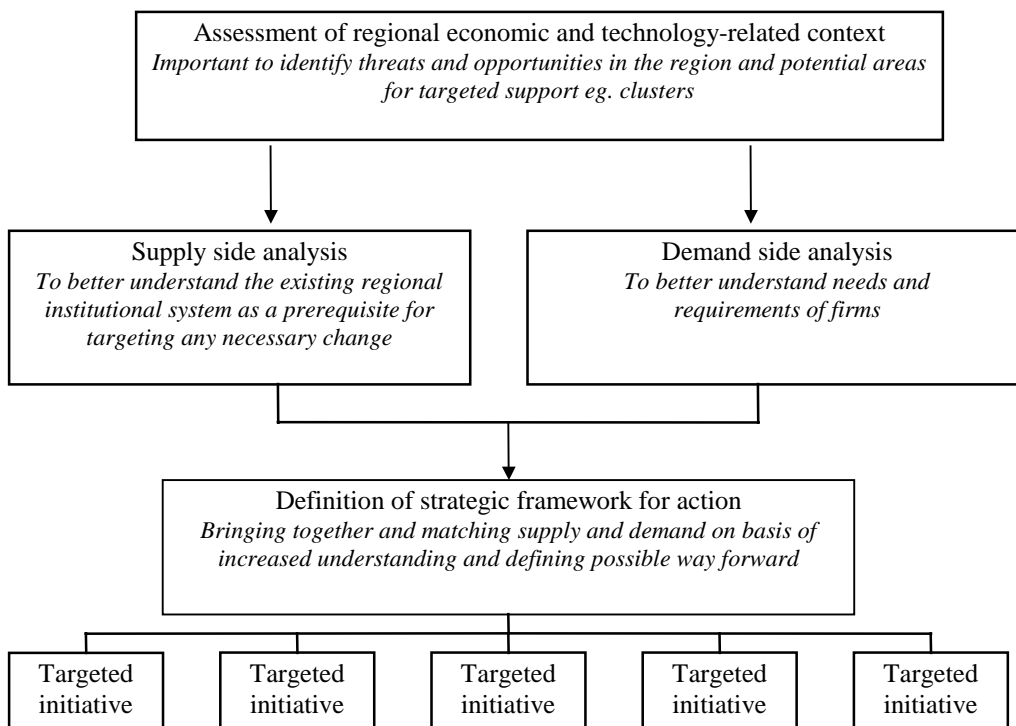 Assessment of regional economic and technology-related context
Important to identify threats and opportunities in the region and potential areas
for targeted support eg. clusters
Supply side analysis
To better understand the existing regional
institutional system as a prerequisite for
targeting any necessary change
Demand side analysis
To better understand needs and
requirements of firms
Definition of strategic framework for action
Bringing together and matching supply and demand on basis of
increased understanding and defining possible way forward
Targeted
initiative
Targeted
initiative
Targeted
initiative
Targeted
initiative
Targeted
initiative